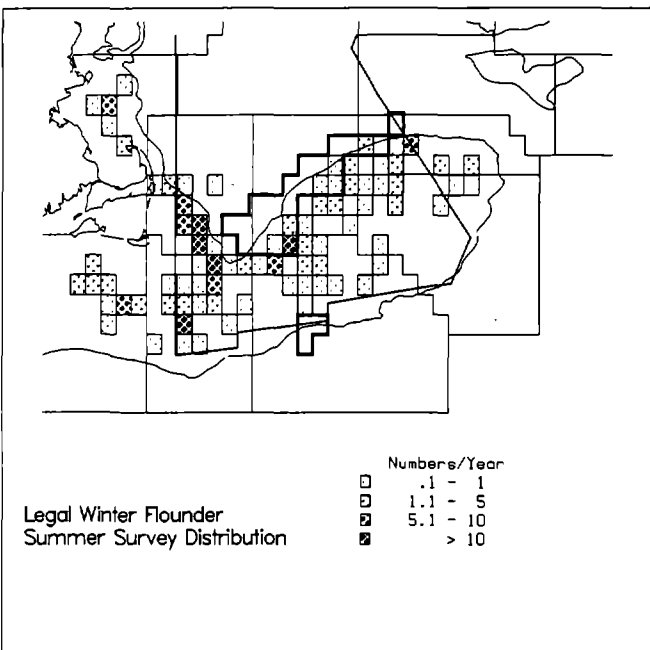 Numbers/Year
.1 - 1
1.1 - 5
5.1 - 10
> 10
Legal Winter Flounder
Summer Survey Distribution